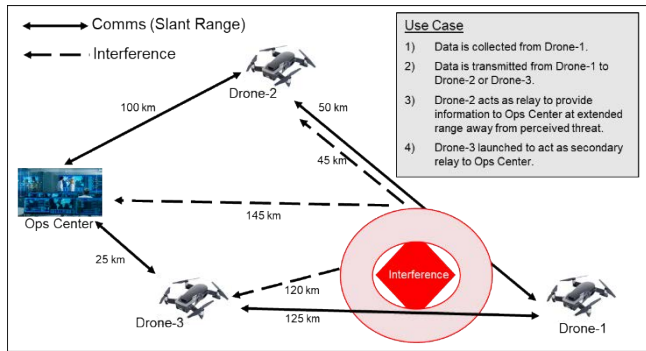 Comms (Slant Range)
Interference
Use Case
1) Data is collected from Drone-1.
2) Data is transmitted from Drone-1 to
Drone-2 or Drone-3.
3) Drone-2 acts as relay to provide
information to Ops Center at extended
range away from perceived threat.
4) Drone-3 launched to act as secondary
relay to Ops Center.
Drone-2
100 km
50 km
45 km
145 km
Ops Center
25 km
Interference
120 km
125 km
Drone-3
Drone-1